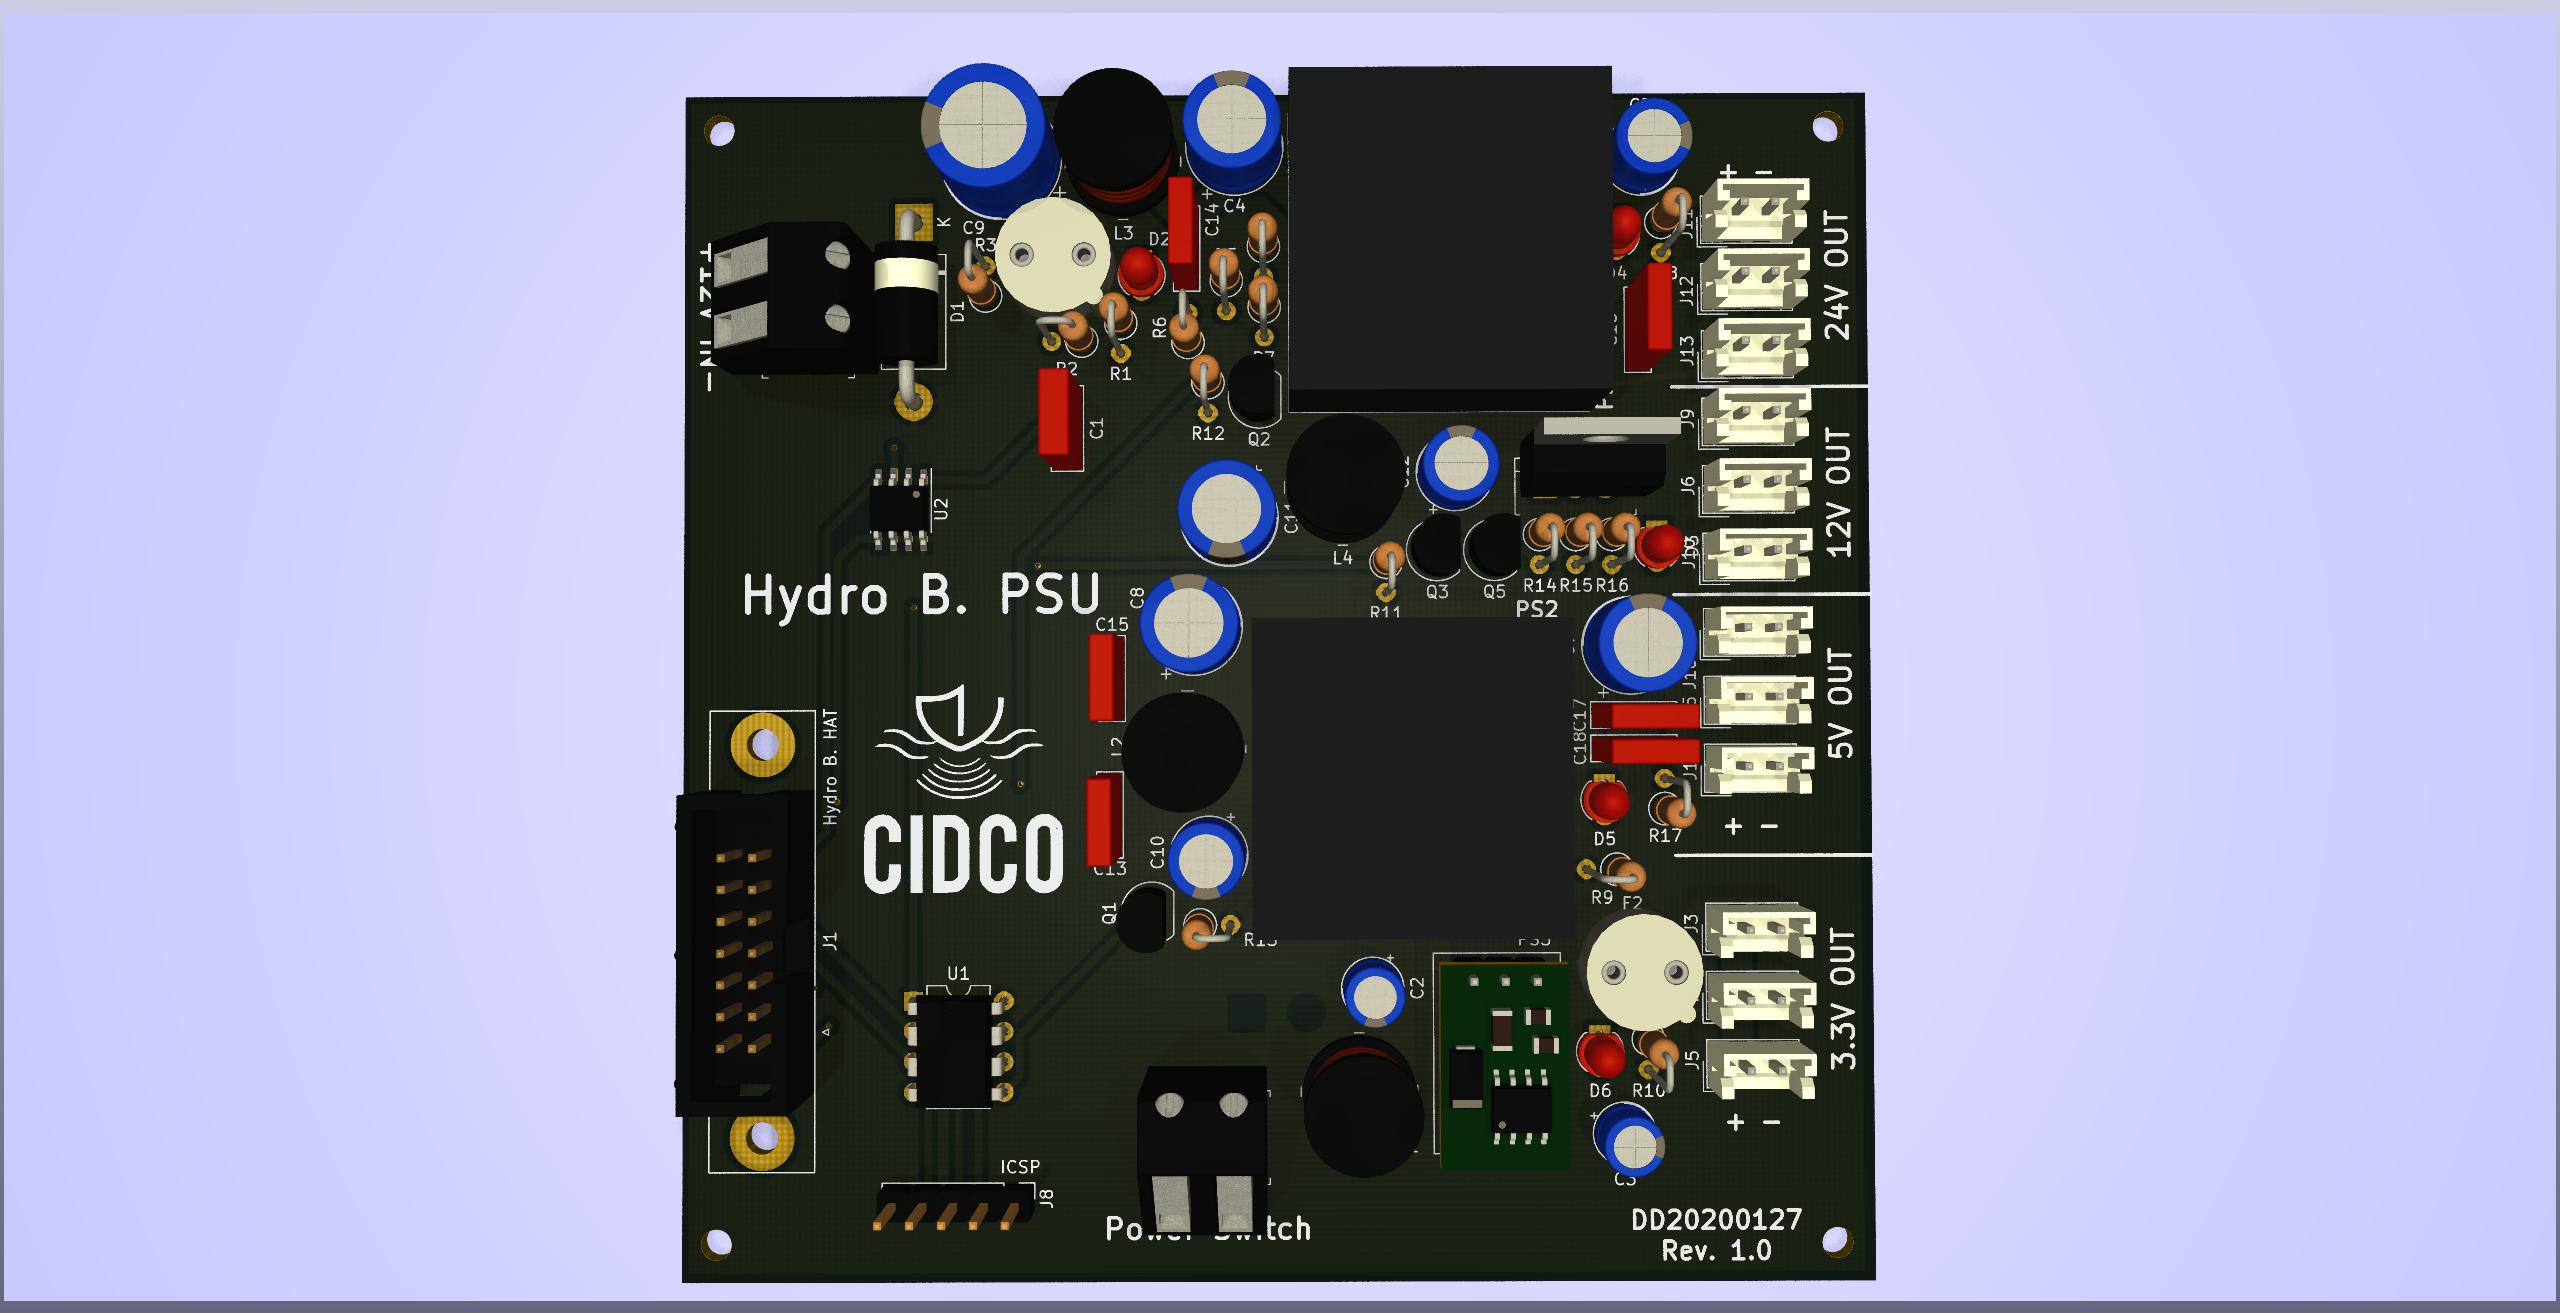 + -
C4
C14
K
C9
R3
L3
D2
J12
24V OUT
D1
R6
J13
R2
R1
C1
R12
Q2
J9
J6
12V OUT
U2
L4
R11
Q3
Q5
R14
R15
R16
PS2
Hydro B. PSU
C8
C15
L2
C17
C18
5V OUT
Hydro B. HAT
CIDCO
C13
C10
D5
R17
+ -
R9
F2
Q1
J1
J3
3.3V OUT
U1
C2
D6
R10
J5
+ -
C3
ICSP
J8
DD20200127
Rev. 1.0